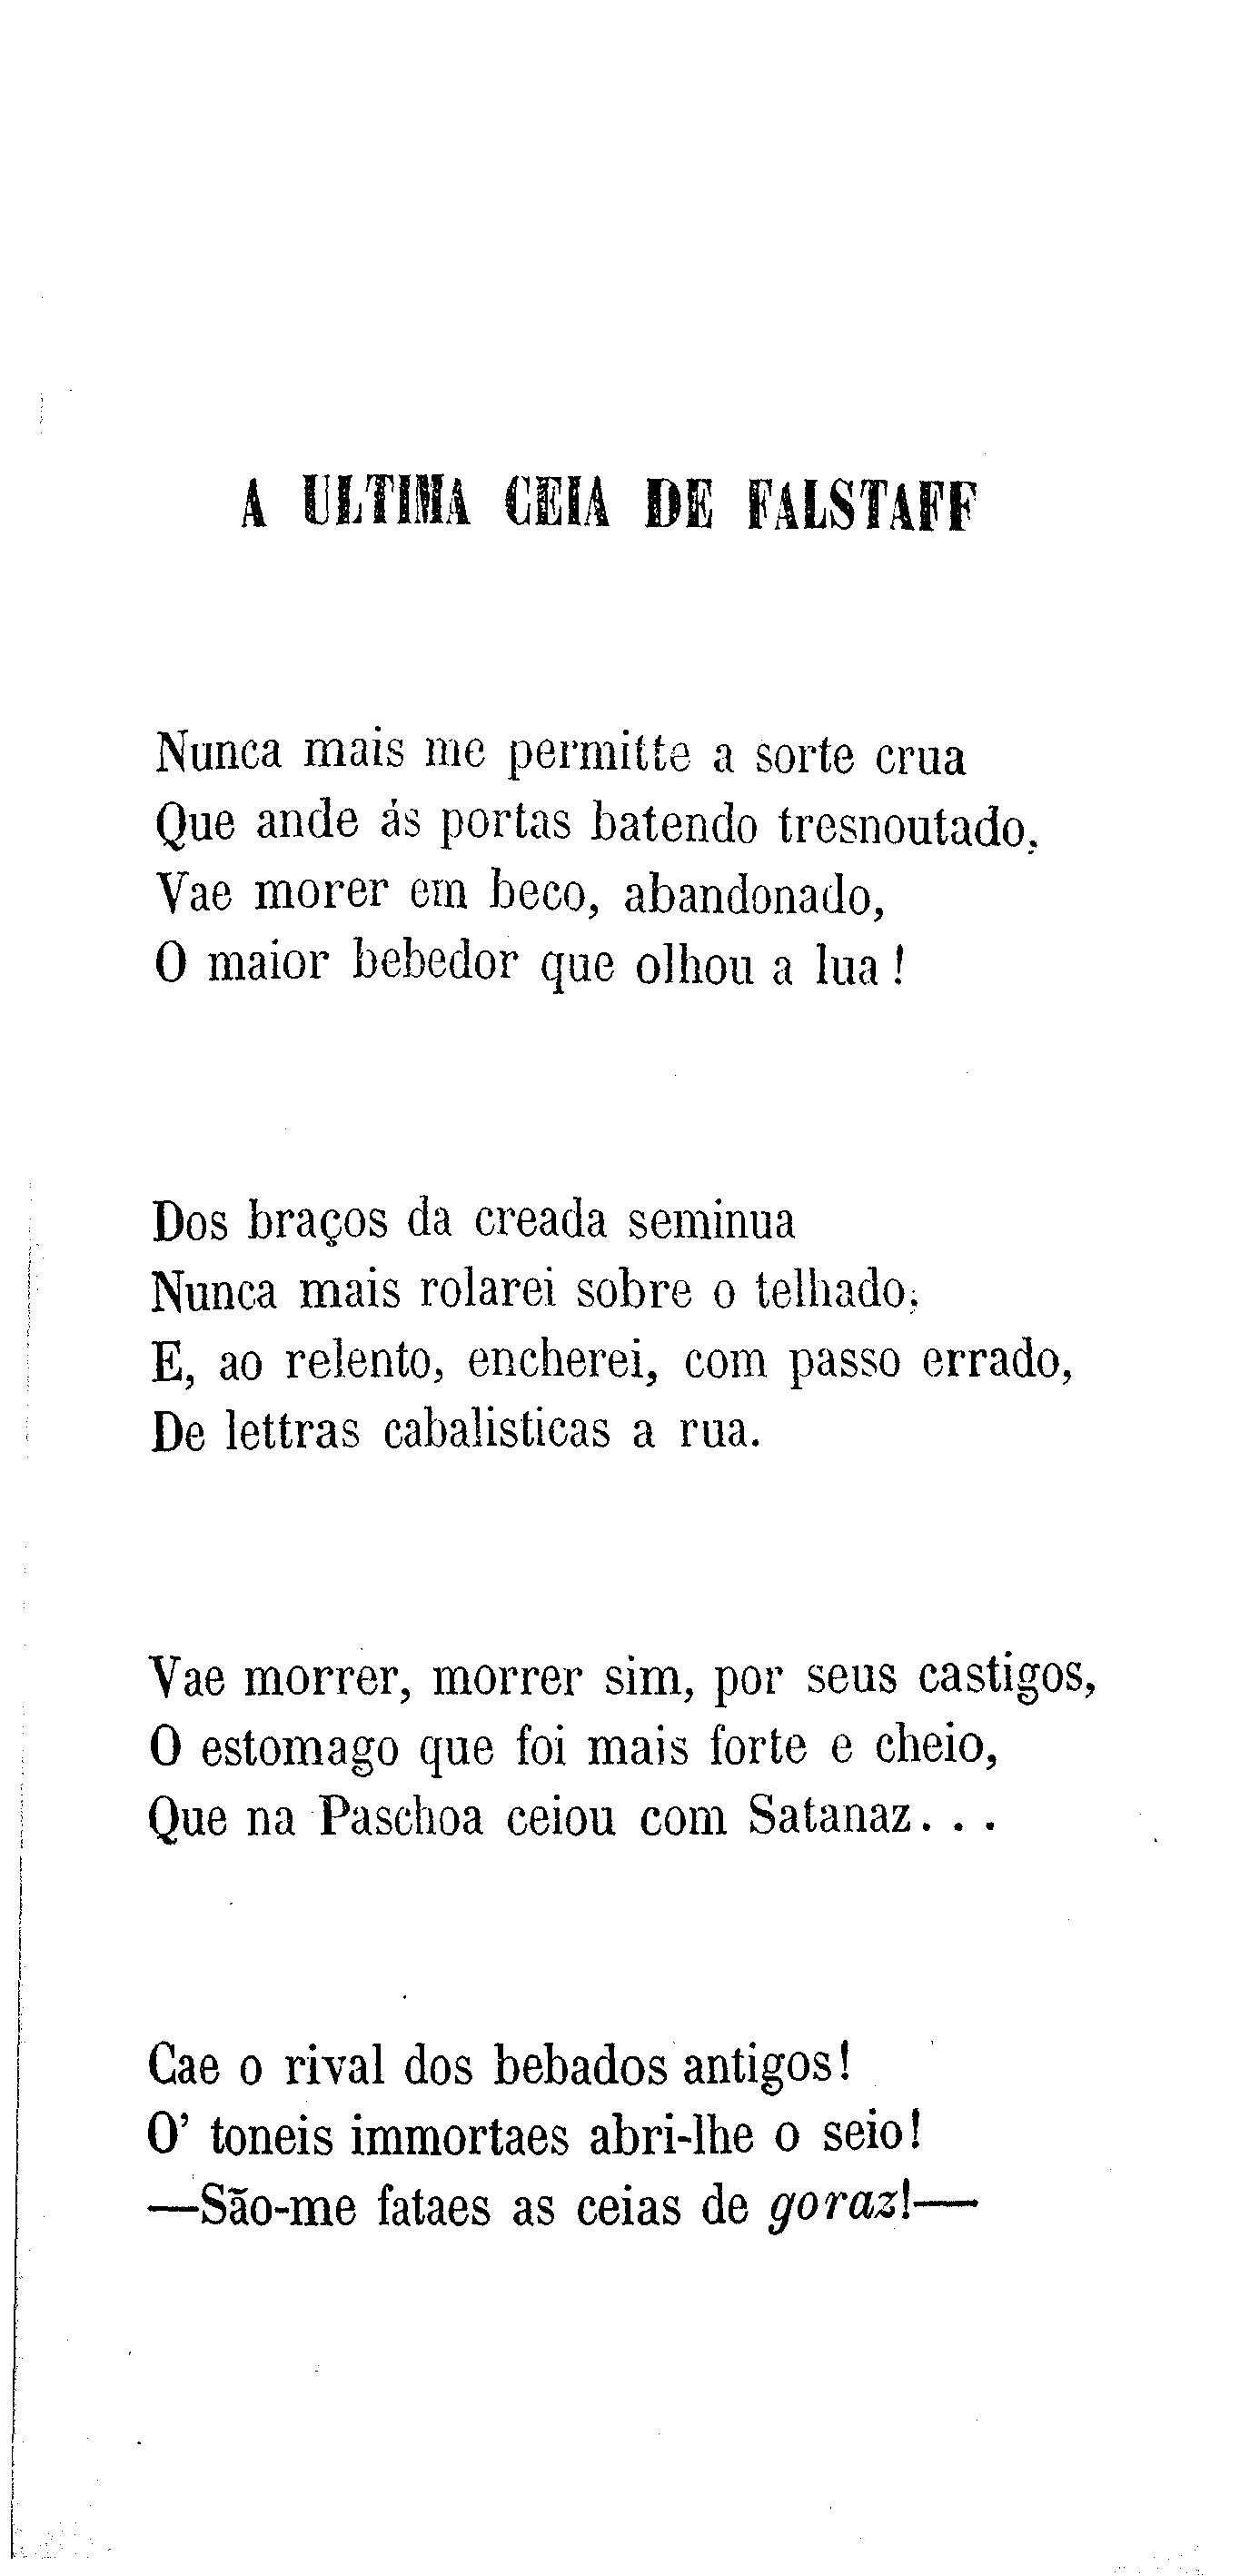 A ULTIMA CEIA DE FALSTAFF
Nunca mais me permitte a sorte crua
Que ande ás portas batendo tresnoutado,
Vae morer em beco, abandonado,
O maior bebedor que olhou a lua!
Dos braços da creada seminua
Nunca mais rolarei sobre o telhado;
E, ao relento, encherei, com passo errado,
De lettras cabalisticas a rua.
Vae morrer, morrer sim, por seus castigos,
O estomago que foi mais forte e cheio,
Que na Paschoa ceiou com Satanaz...
Cae o rival dos bebados antigos!
O' toneis immortaes abri-lhe o seio!
—São-me fataes as ceias de goraz!—